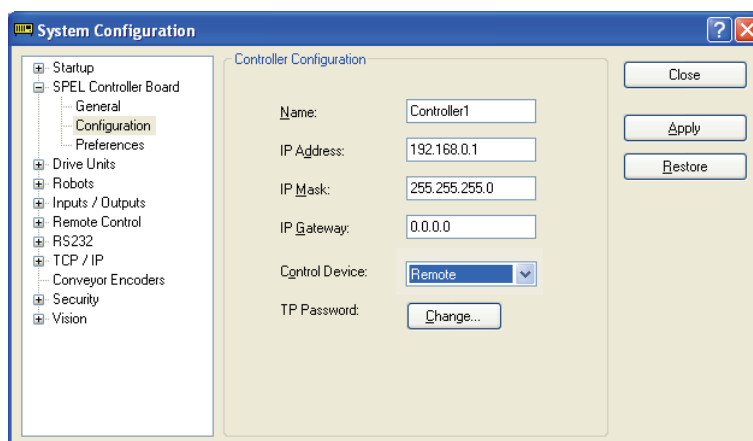 System Configuration
Startup
SPEL Controller Board
General
Configuration
Preferences
Drive Units
Robots
Inputs / Outputs
Remote Control
RS232
TCP / IP
Conveyor Encoders
Security
Vision
Controller Configuration
Name: Controller1
IP Address: 192.168.0.1
IP Mask: 255.255.255.0
IP Gateway: 0.0.0.0
Control Device: Remote
TP Password: Change...
Close
Apply
Restore